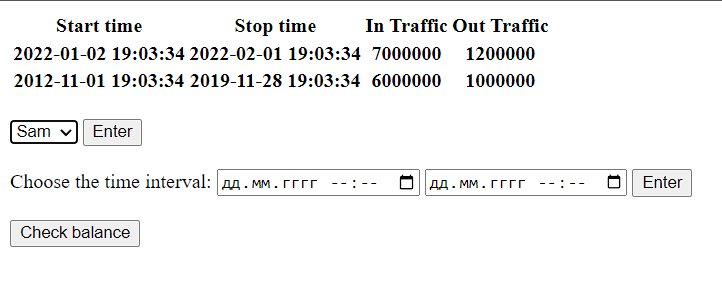 Start time Stop time In Traffic Out Traffic
2022-01-02 19:03:34 2022-02-01 19:03:34 7000000 1200000
2012-11-01 19:03:34 2019-11-28 19:03:34 6000000 1000000
Sam Enter
Choose the time interval: дд.мм.гггг --:-- дд.мм.гггг --:-- Enter
Check balance